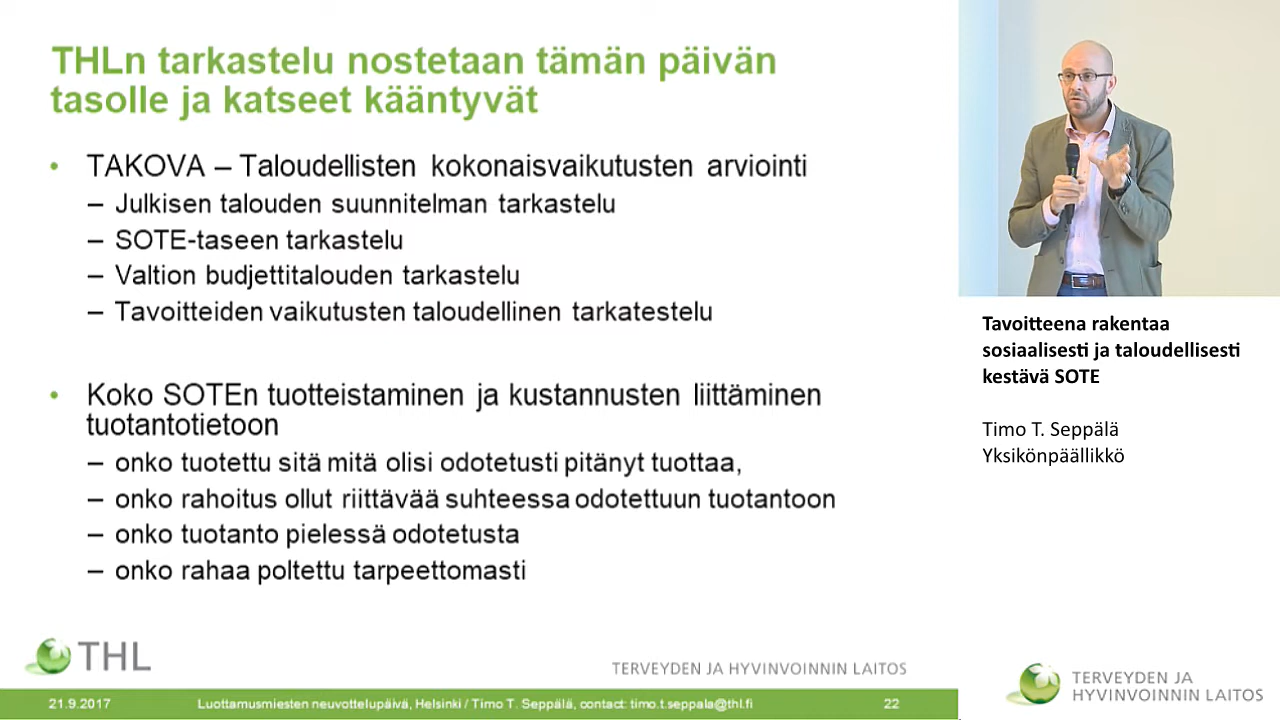 THLn tarkastelu nostetaan tämän päivän
tasolle ja katseet kääntyvät
• TAKOVA – Taloudellisten kokonaisvaikutusten arviointi
– Julkisen talouden suunnitelman tarkastelu
– SOTE-taseen tarkastelu
– Valtion budjettitalouden tarkastelu
– Tavoitteiden vaikutusten taloudellinen tarkatestelu
• Koko SOTEn tuotteistaminen ja kustannusten liittäminen
tuotantotietoon
– onko tuotettu sitä mitä olisi odotetusti pitänyt tuottaa,
– onko rahoitus ollut riittävää suhteessa odotettuun tuotantoon
– onko tuotanto pielessä odotetusta
– onko rahaa poltettu tarpeettomasti
THL
TERVEYDEN JA HYVINVOINNIN LAITOS
21.9.2017 Luottamusmiesten neuvottelupäivä, Helsinki / Timo T. Seppälä, contact: timo.t.seppala@thl.fi 22
Tavoitteena rakentaa
sosiaalisesti ja taloudellisesti
kestävä SOTE
Timo T. Seppälä
Yksikönpäällikkö
TERVEYDEN JA
HYVINVOINNIN LAITOS